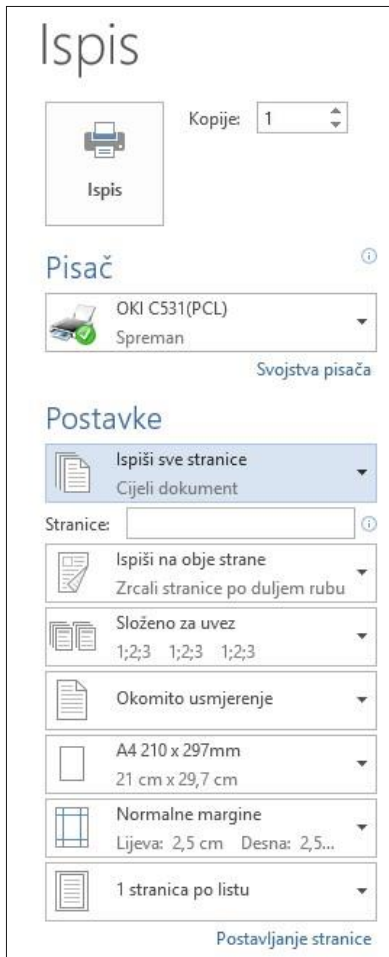 Ispis
Kopije: 1
Ispis
Pisač
OKI C531(PCL)
Spreman
Svojstva pisača
Postavke
Ispiši sve stranice
Cijeli dokument
Stranice:
Ispiši na obje strane
Zrcali stranice po duljem rubu
Složeno za uvez
1;2;3 1;2;3 1;2;3
Okomito usmjerenje
A4 210 x 297mm
21 cm x 29,7 cm
Normalne margine
Lijeva: 2,5 cm Desna: 2,5...
1 stranica po listu
Postavljanje stranice